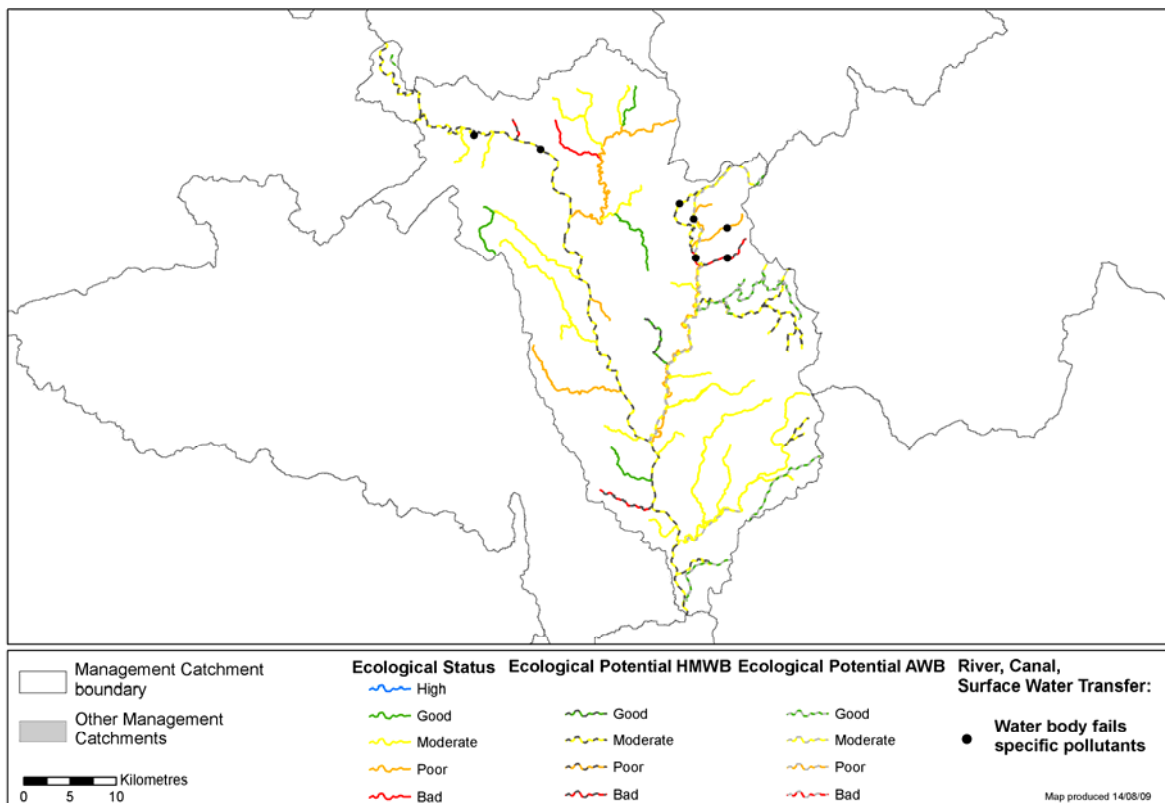 Management Catchment
boundary
Other Management
Catchments
Kilometres
0 5 10
Ecological Status
High
Good
Moderate
Poor
Bad
Ecological Potential HMWB
Good
Moderate
Poor
Bad
Ecological Potential AWB
Good
Moderate
Poor
Bad
River, Canal,
Surface Water Transfer:
Water body fails
specific pollutants
Map produced 14/08/09